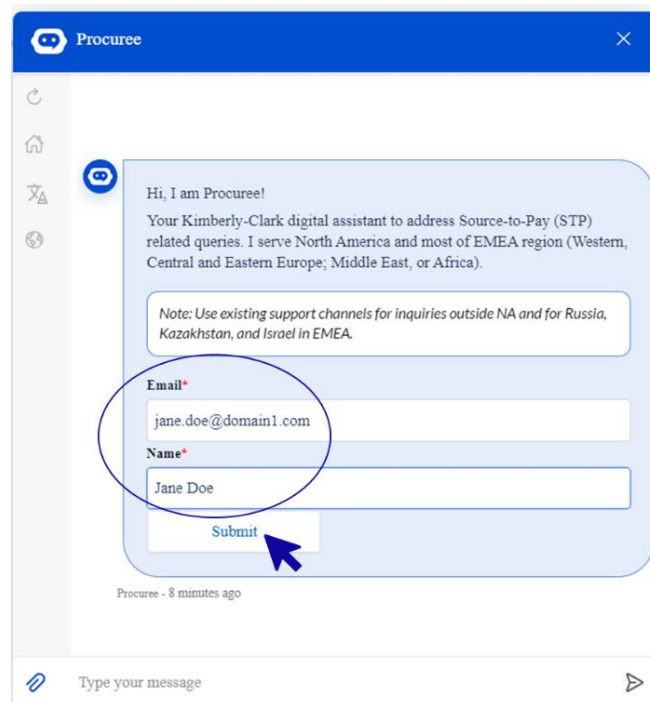 Procuree
Hi, I am Procuree!
Your Kimberly-Clark digital assistant to address Source-to-Pay (STP)
related queries. I serve North America and most of EMEA region (Western,
Central and Eastern Europe; Middle East, or Africa).
Note: Use existing support channels for inquiries outside NA and for Russia,
Kazakhstan, and Israel in EMEA.
Email*
jane.doe@domain1.com
Name*
Jane Doe
Submit
Procuree - 8 minutes ago
Type your message